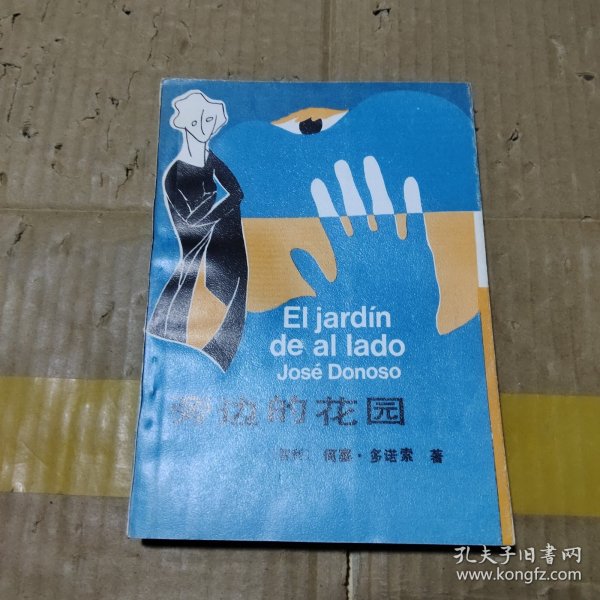 El jardín
de al lado
José Donoso
旁边的花园
何塞·多诺索 著
孔夫子旧书网
www.kongfz.com